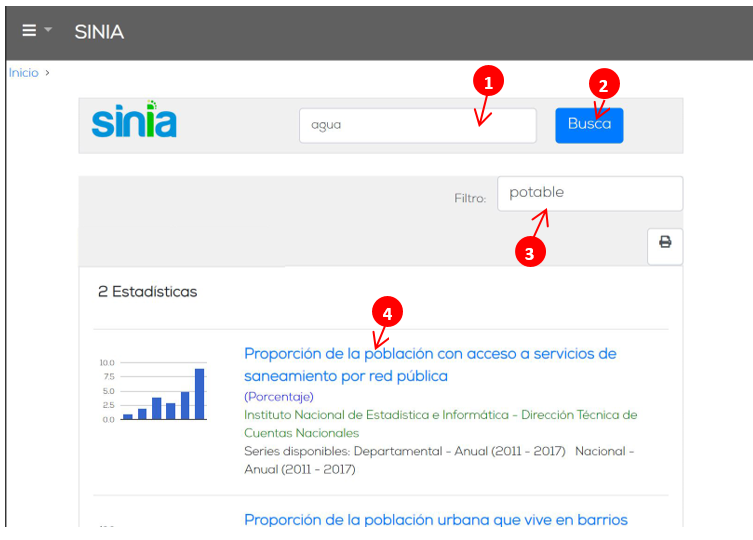 SINIA
Inicio >
1
2
sinia
agua
Busca
Filtro:
potable
3
2 Estadísticas
4
10.0
7.5
5.0
2.5
0.0
Proporción de la población con acceso a servicios de
saneamiento por red pública
(Porcentaje)
Instituto Nacional de Estadística e Informática - Dirección Técnica de
Cuentas Nacionales
Series disponibles: Departamental - Anual (2011 - 2017) Nacional -
Anual (2011 - 2017)
Proporción de la población urbana que vive en barrios